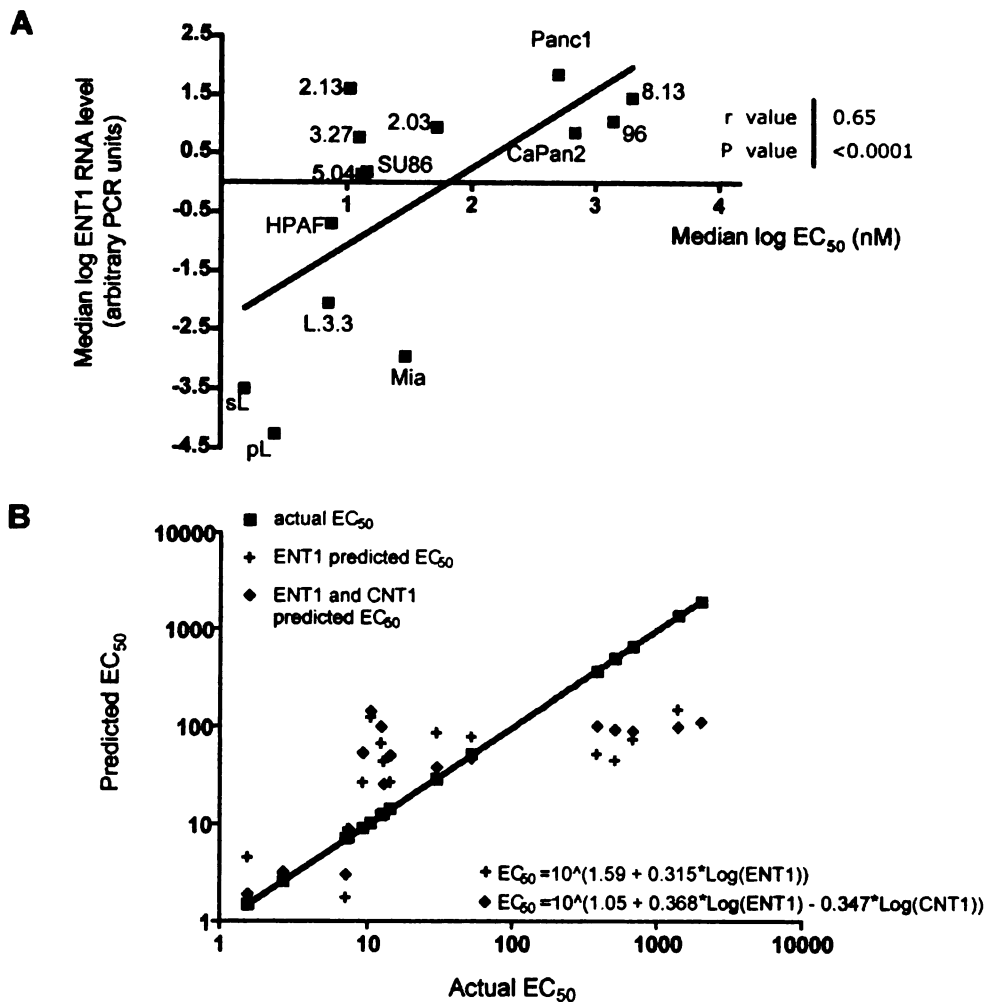 A
2.5
1.5
0.5
-0.5
-1.5
-2.5
-3.5
-4.5
Median log ENT1 RNA level
(arbitrary PCR units)
Panc1
2.13
8.13
3.27
2.03
96
CaPan2
SU86
5.04
r value 0.65
P value <0.0001
1 2 3 4
HPAF
Median log EC50 (nM)
L.3.3
Mia
sL
pL
B
actual EC50
ENT1 predicted EC50
ENT1 and CNT1
predicted EC50
10000
1000
100
10
1
Predicted EC50
EC50=10^(1.59 + 0.315*Log(ENT1))
EC50=10^(1.05 + 0.368*Log(ENT1) - 0.347*Log(CNT1))
1 10 100 1000 10000
Actual EC50